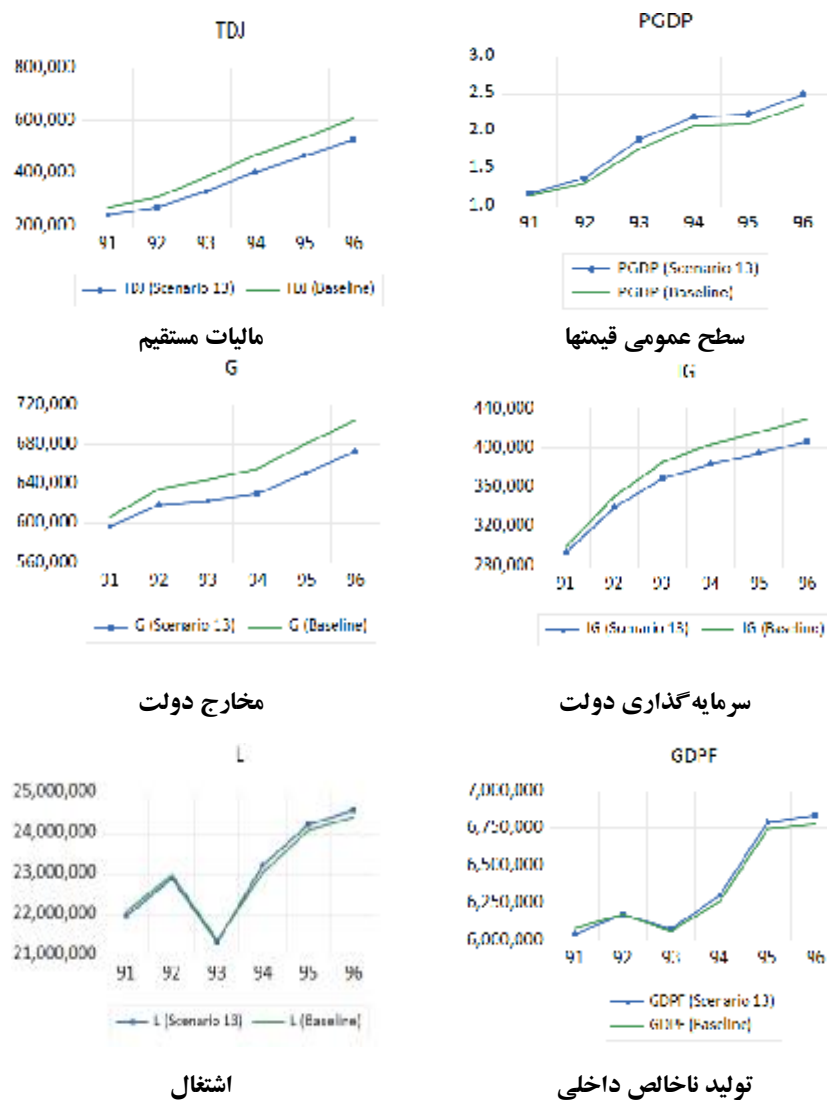 TDJ
800,000
600,000
400,000
200,000
91 92 93 94 95 96
TDJ (Scenario 13) TDJ (Baseline)
مالیات مستقیم
PGDP
3.0
2.5
2.0
1.5
1.0
91 92 93 94 95 96
PGDP (Scenario 13)
PGDP (Baseline)
سطح عمومی قیمتها
G
720,000
680,000
640,000
600,000
560,000
91 92 93 94 95 96
G (Scenario 13) G (Baseline)
مخارج دولت
IG
440,000
400,000
360,000
320,000
280,000
91 92 93 94 95 96
IG (Scenario 13) IG (Baseline)
سرمایه‌گذاری دولت
L
25,000,000
24,000,000
23,000,000
22,000,000
21,000,000
91 92 93 94 95 96
L (Scenario 13) L (Baseline)
اشتغال
GDPF
7,000,000
6,750,000
6,500,000
6,250,000
6,000,000
91 92 93 94 95 96
GDPF (Scenario 13)
GDPF (Baseline)
تولید ناخالص داخلی